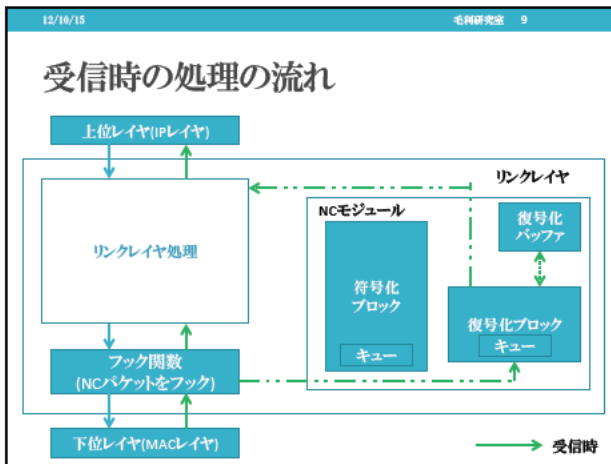 12/10/15
毛利研究室 9
受信時の処理の流れ
上位レイヤ(IPレイヤ)
リンクレイヤ
NCモジュール
復号化
バッファ
リンクレイヤ処理
符号化
ブロック
キュー
復号化ブロック
キュー
フック関数
(NCパケットをフック)
下位レイヤ(MACレイヤ)
受信時